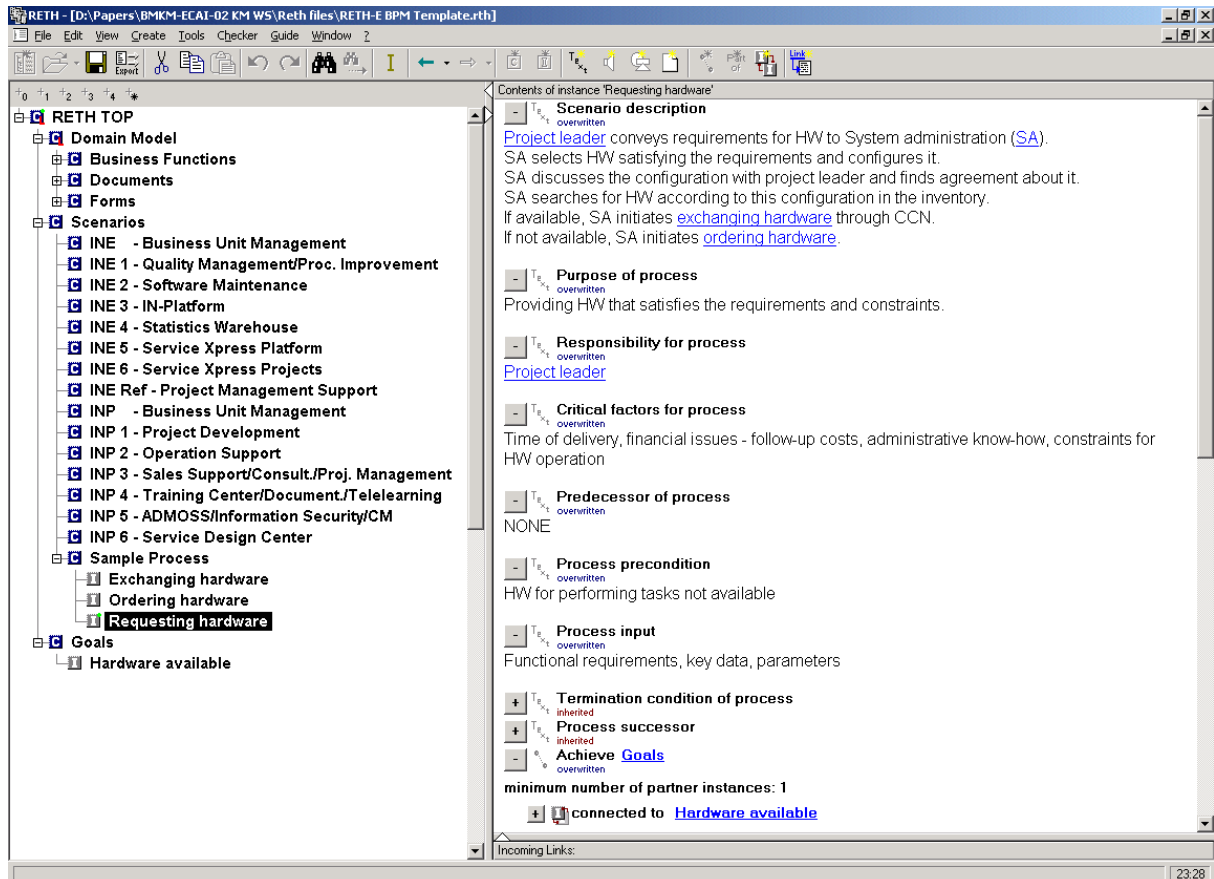 RETH - [D:\Papers\BMKM-ECAI-02 KM WS\Reth files\RETH-E BPM Template.rth]
File Edit View Create Tools Checker Guide Window ?
Export
Part of
Link
+0 +1 +2 +3 +4 +*
RETH TOP
Domain Model
Business Functions
Documents
Forms
Scenarios
INE - Business Unit Management
INE 1 - Quality Management/Proc. Improvement
INE 2 - Software Maintenance
INE 3 - IN-Platform
INE 4 - Statistics Warehouse
INE 5 - Service Xpress Platform
INE 6 - Service Xpress Projects
INE Ref - Project Management Support
INP - Business Unit Management
INP 1 - Project Development
INP 2 - Operation Support
INP 3 - Sales Support/Consult./Proj. Management
INP 4 - Training Center/Document./Telelearning
INP 5 - ADMOSS/Information Security/CM
INP 6 - Service Design Center
Sample Process
Exchanging hardware
Ordering hardware
Requesting hardware
Goals
Hardware available
Contents of instance 'Requesting hardware'
- Text Scenario description
overwritten
Project leader conveys requirements for HW to System administration (SA).
SA selects HW satisfying the requirements and configures it.
SA discusses the configuration with project leader and finds agreement about it.
SA searches for HW according to this configuration in the inventory.
If available, SA initiates exchanging hardware through CCN.
If not available, SA initiates ordering hardware.
- Text Purpose of process
overwritten
Providing HW that satisfies the requirements and constraints.
- Text Responsibility for process
overwritten
Project leader
- Text Critical factors for process
overwritten
Time of delivery, financial issues - follow-up costs, administrative know-how, constraints for
HW operation
- Text Predecessor of process
overwritten
NONE
- Text Process precondition
overwritten
HW for performing tasks not available
- Text Process input
overwritten
Functional requirements, key data, parameters
+ Text Termination condition of process
inherited
+ Text Process successor
inherited
- Achieve Goals
overwritten
minimum number of partner instances: 1
+ connected to Hardware available
Incoming Links:
23:28